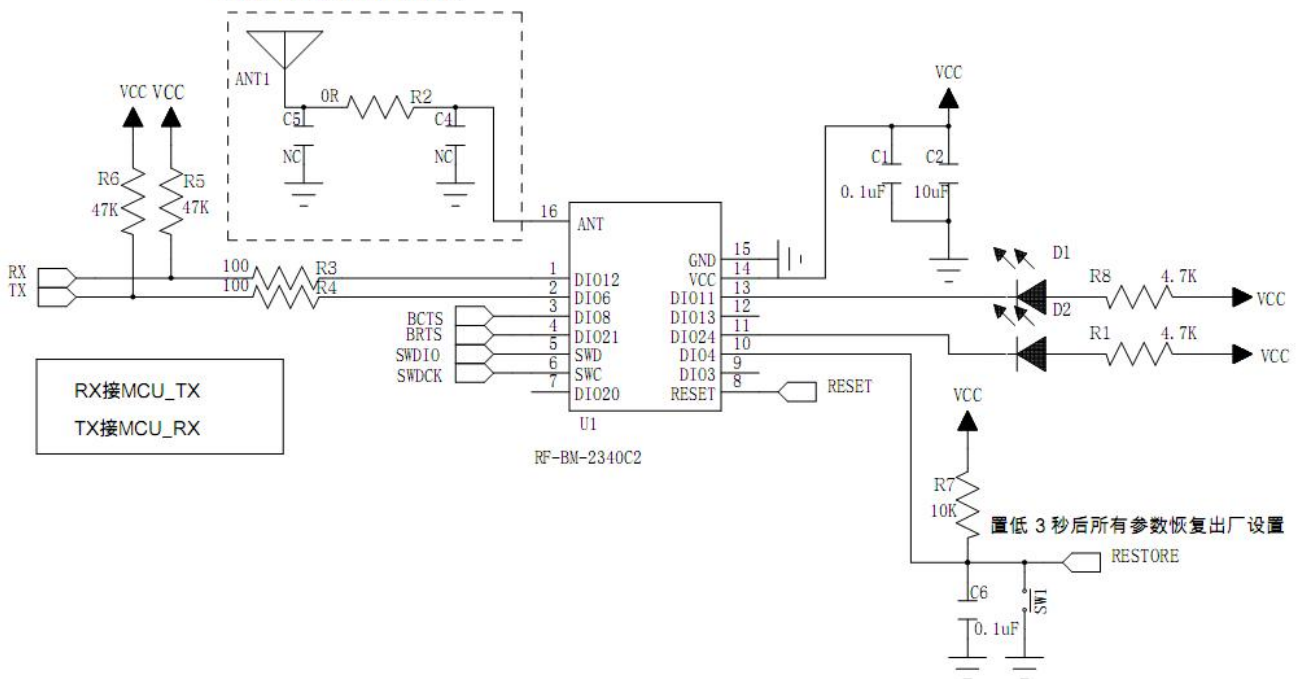 ANT1
0R
R2
C5
NC
C4
NC
VCC
VCC
R6
47K
R5
47K
RX
TX
100
R3
100
R4
BCTS
BRTS
SWDIO
SWDCK
16
ANT
1
DIO12
2
DIO6
3
DIO8
4
DIO21
5
SWD
6
SWC
7
DIO20
GND
15
VCC
14
DIO11
13
DIO13
12
DIO24
11
DIO4
10
DIO3
9
RESET
8
U1
RF-BM-2340C2
VCC
C1
0.1uF
C2
10uF
D1
R8
4.7K
VCC
D2
R1
4.7K
VCC
RESET
VCC
R7
10K
置低 3 秒后所有参数恢复出厂设置
RESTORE
C6
0.1uF
SW1
RX接MCU_TX
TX接MCU_RX